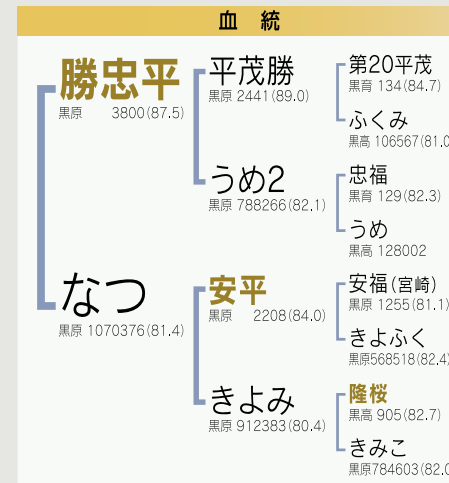 血統
勝忠平
黒原 3800(87.5)
平茂勝
黒原 2441(89.0)
第20平茂
黒育 134(84.7)
ふくみ
黒高 106567(81.0
うめ2
黒原 788266(82.1)
忠福
黒育 129(82.3)
うめ
黒高 128002
なつ
黒原 1070376(81.4)
安平
黒原 2208(84.0)
安福(宮崎)
黒原 1255(81.1)
きよふく
黒原568518(82.4)
きよみ
黒原 912383(80.4)
隆桜
黒高 905(82.7)
きみこ
黒原784603(82.0